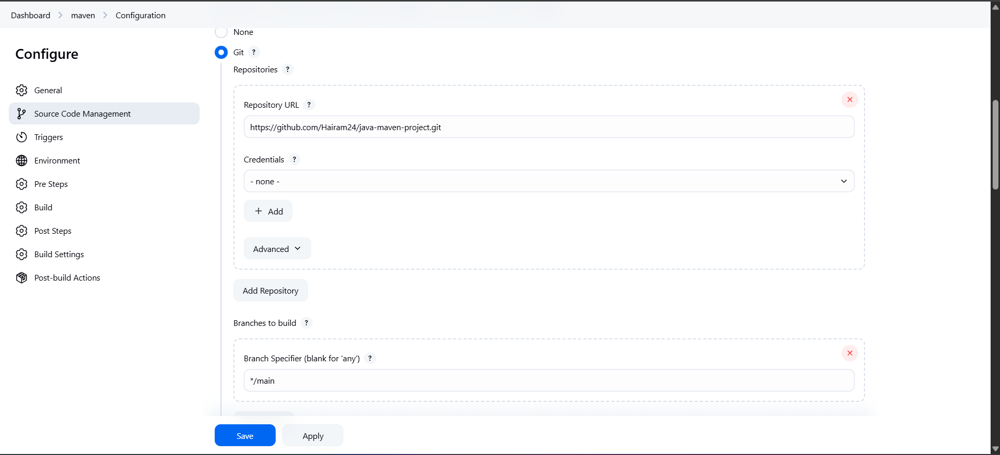 Dashboard > maven > Configuration
Configure
General
Source Code Management
Triggers
Environment
Pre Steps
Build
Post Steps
Build Settings
Post-build Actions
None
Git ?
Repositories ?
Repository URL ?
https://github.com/Hairam24/java-maven-project.git
Credentials ?
- none -
+ Add
Advanced
Add Repository
Branches to build ?
Branch Specifier (blank for 'any') ?
*/main
Save
Apply